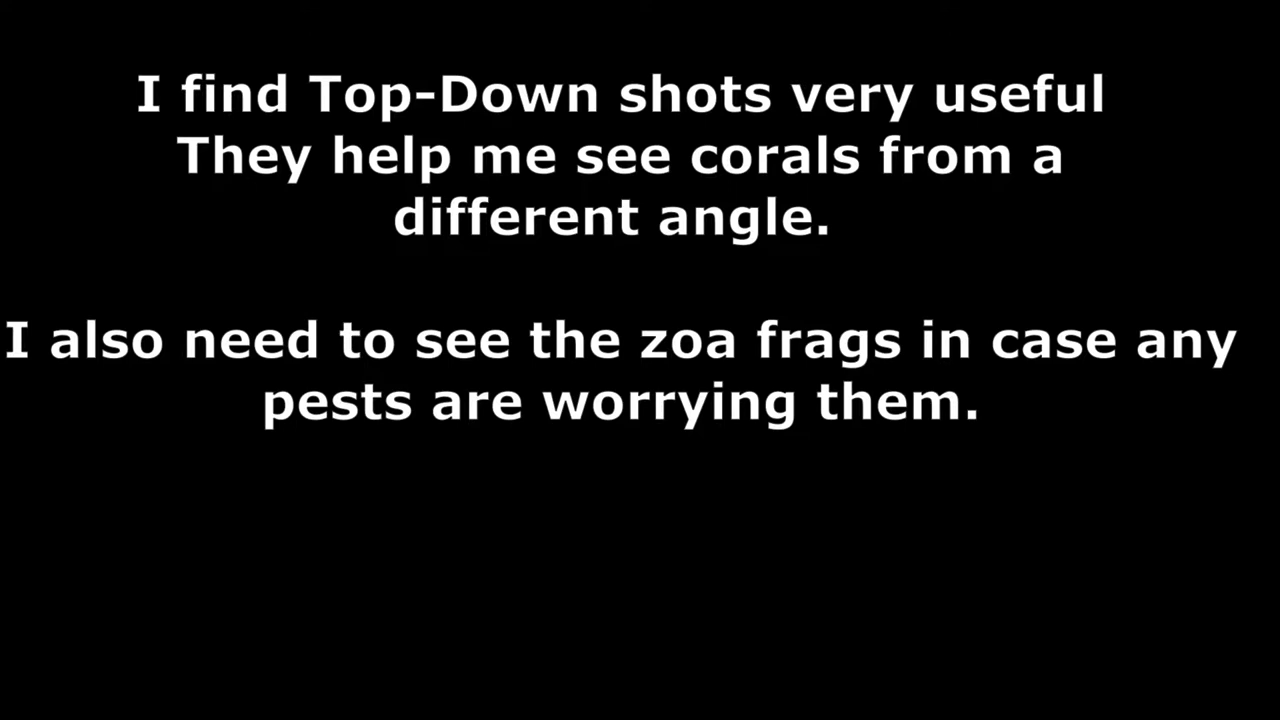 I find Top-Down shots very useful
They help me see corals from a
different angle.
I also need to see the zoa frags in case any
pests are worrying them.